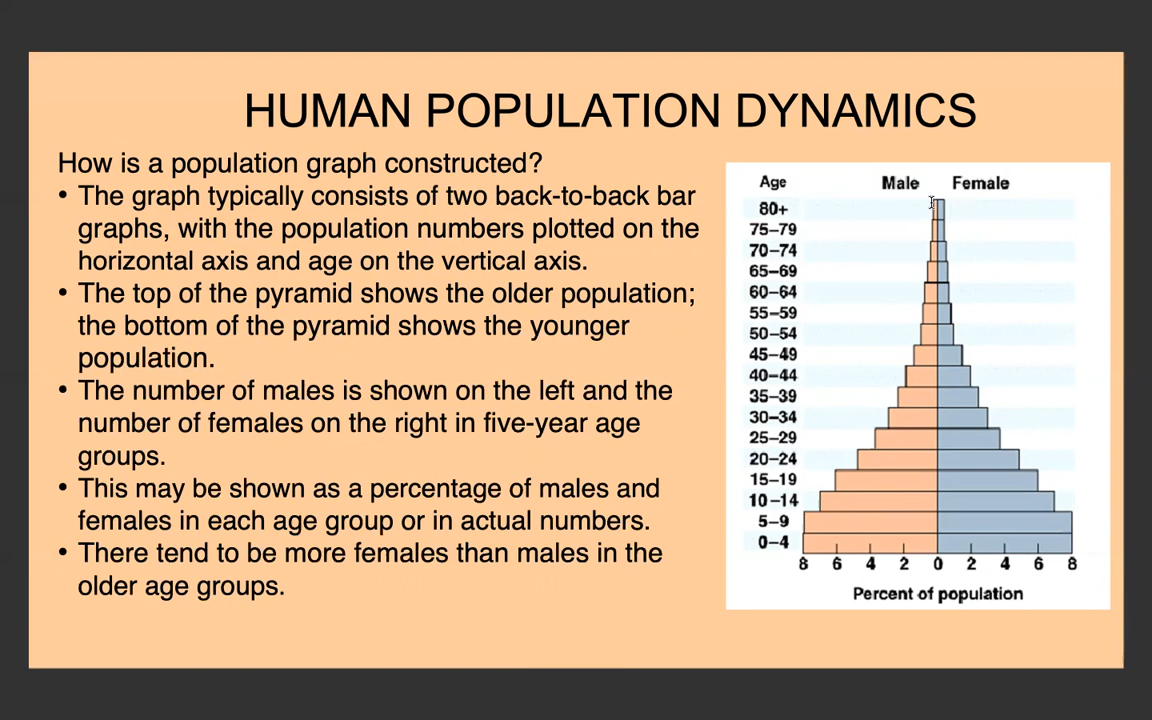 HUMAN POPULATION DYNAMICS
How is a population graph constructed?
• The graph typically consists of two back-to-back bar
graphs, with the population numbers plotted on the
horizontal axis and age on the vertical axis.
• The top of the pyramid shows the older population;
the bottom of the pyramid shows the younger
population.
• The number of males is shown on the left and the
number of females on the right in five-year age
groups.
• This may be shown as a percentage of males and
females in each age group or in actual numbers.
• There tend to be more females than males in the
older age groups.
Age Male Female
80+
75–79
70–74
65–69
60–64
55–59
50–54
45–49
40–44
35–39
30–34
25–29
20–24
15–19
10–14
5–9
0–4
8 6 4 2 0 2 4 6 8
Percent of population